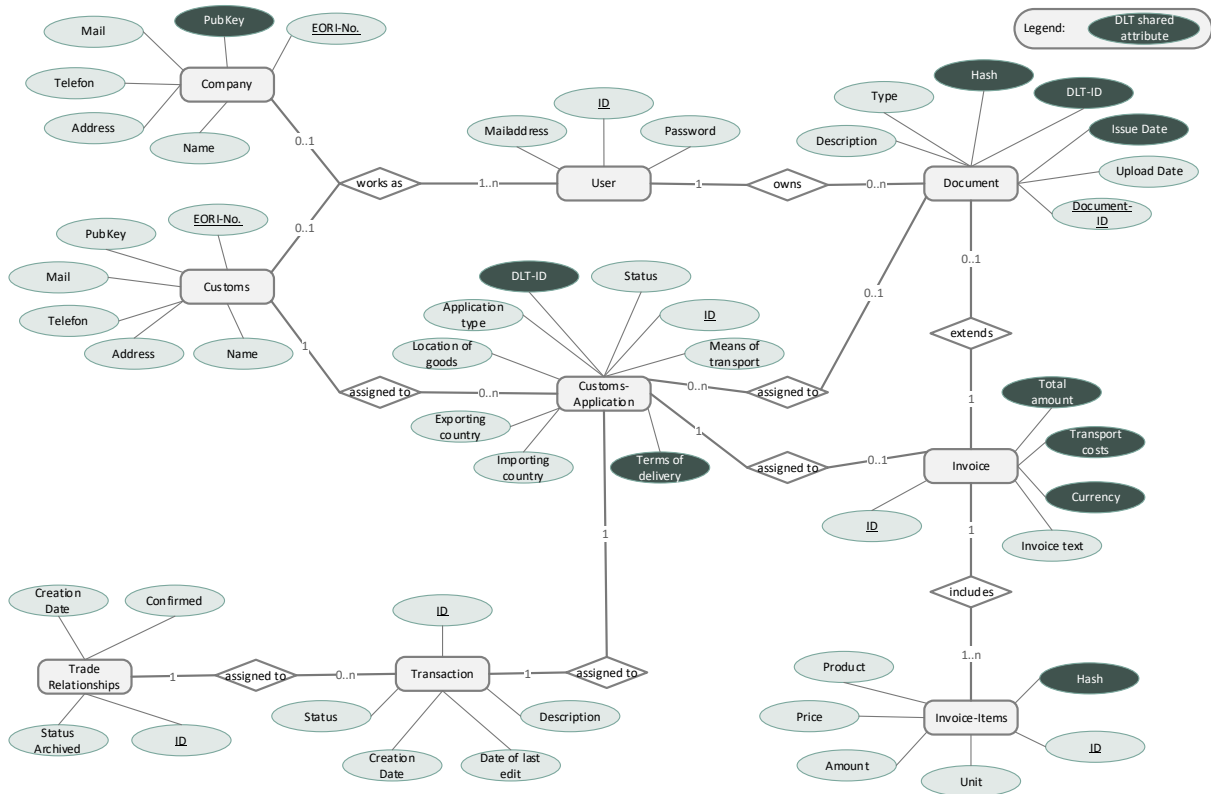 PubKey
EORI-No.
Mail
Telefon
Company
Address
Name
Legend:
DLT shared
attribute
0..1
works as
1..n
ID
Mailaddress
Password
User
1
owns
0..n
Type
Hash
DLT-ID
Issue Date
Description
Upload Date
Document
Document-
ID
0..1
EORI-No.
PubKey
Mail
Customs
Telefon
Address
Name
1
assigned to
0..n
DLT-ID
Status
Application
type
ID
Location of
goods
Means of
transport
Customs-
Application
Exporting
country
Importing
country
Terms of
delivery
0..n
assigned to
0..1
0..1
extends
1
1
assigned to
0..1
Total
amount
Transport
costs
Invoice
Currency
ID
Invoice text
1
includes
1..n
1
Creation
Date
Confirmed
Trade
Relationships
Status
Archived
ID
1
assigned to
0..n
ID
Transaction
1
assigned to
Status
Description
Creation
Date
Date of last
edit
Product
Hash
Price
Invoice-Items
Amount
ID
Unit